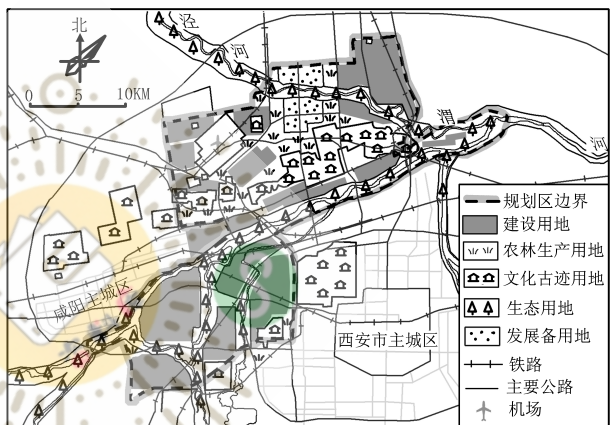 北
0 5 10KM
泾
河
渭
河
咸阳主城区
西安市主城区
规划区边界
建设用地
农林生产用地
文化古迹用地
生态用地
发展备用地
铁路
主要公路
机场